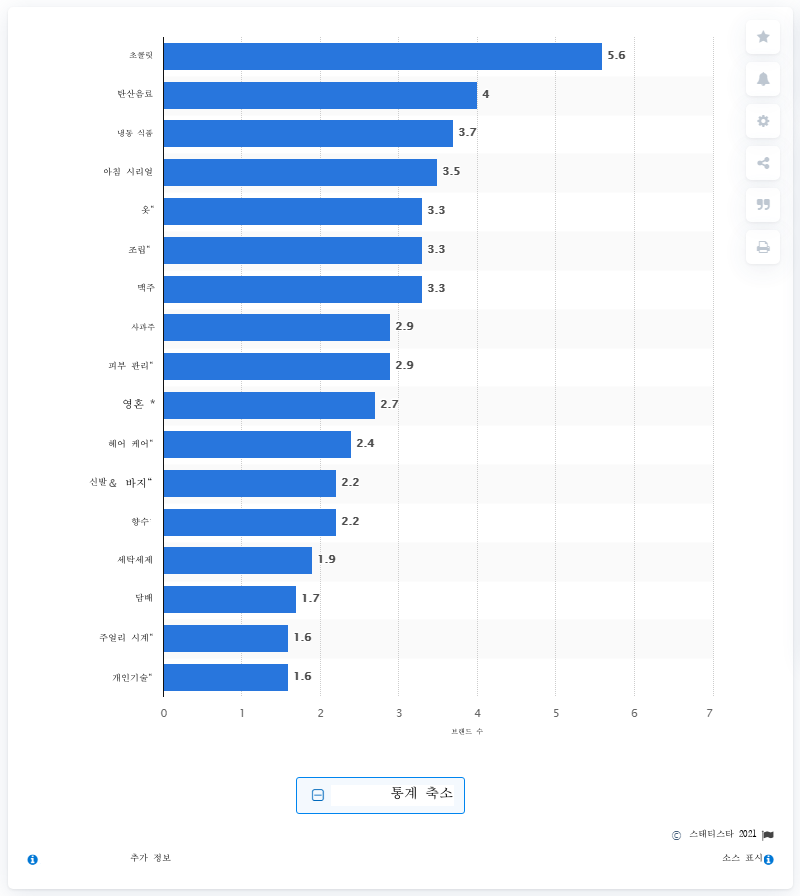 초콜릿 5.6
탄산음료 4
냉동 식품 3.7
아침 시리얼 3.5
옷* 3.3
조립* 3.3
맥주 3.3
사과주 2.9
피부 관리* 2.9
영혼 * 2.7
헤어 케어* 2.4
신발 & 바지* 2.2
향수* 2.2
세탁세제 1.9
담배 1.7
주얼리 시계* 1.6
개인기술* 1.6
0 1 2 3 4 5 6 7
브랜드 수
통계 축소
© 스태티스타 2021
추가 정보 소스 표시